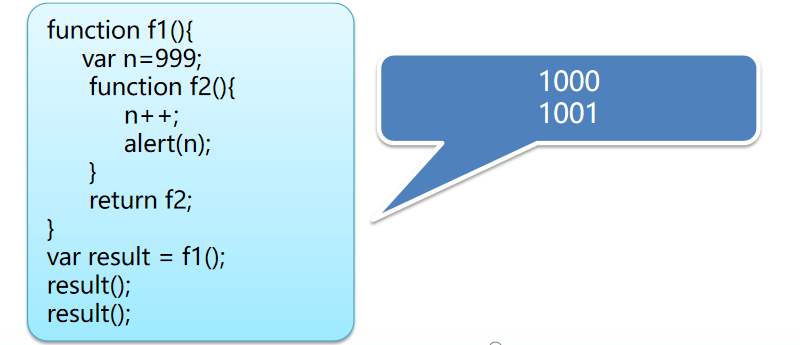 function f1(){
var n=999;
function f2(){
n++;
alert(n);
}
return f2;
}
var result = f1();
result();
result();
1000
1001